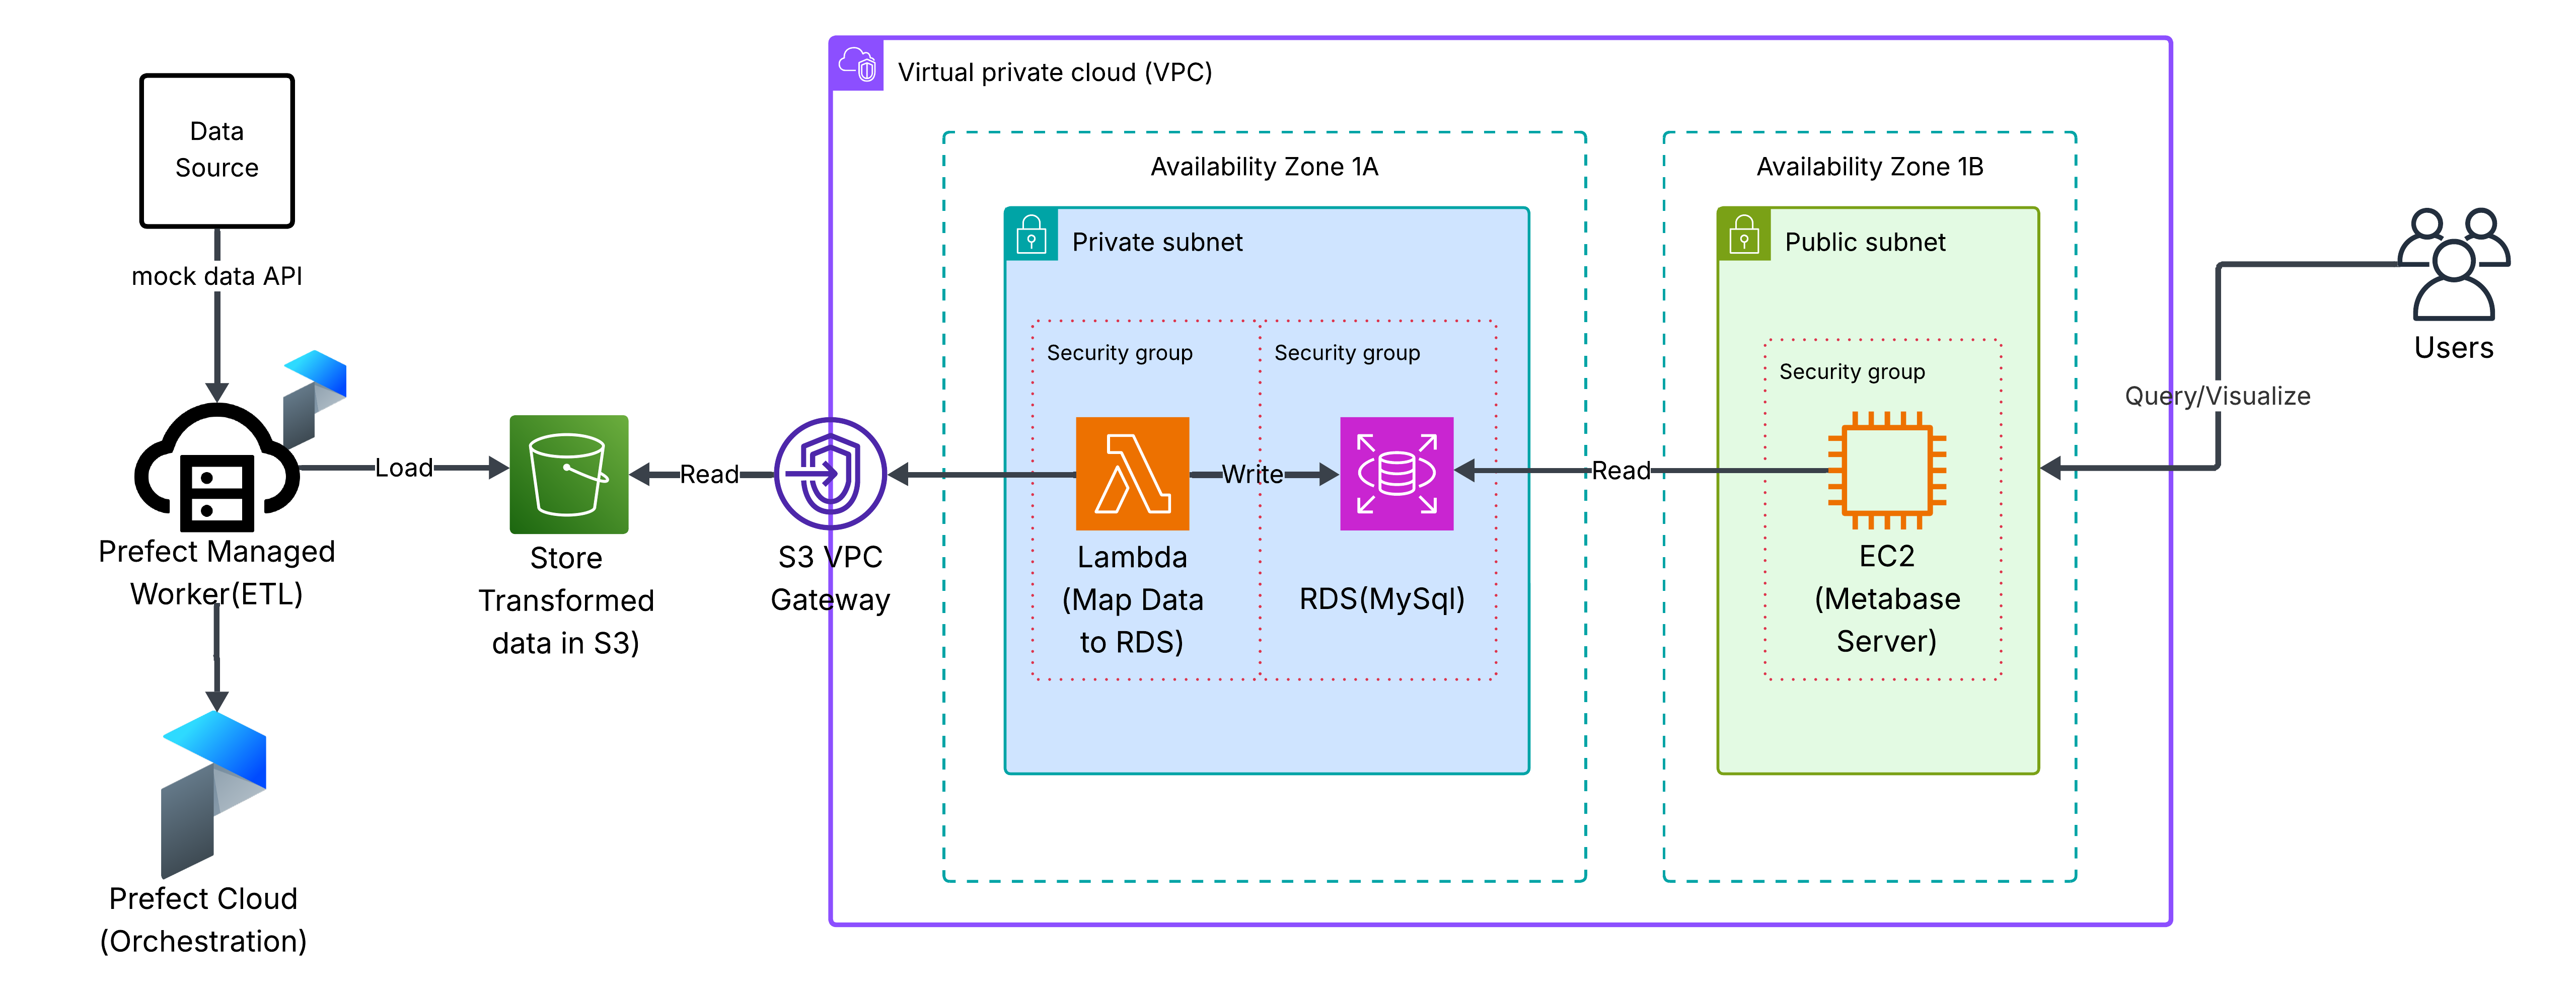 Virtual private cloud (VPC)
Data
Source
mock data API
Prefect Managed
Worker(ETL)
Prefect Cloud
(Orchestration)
Load
Store
Transformed
data in S3)
Read
S3 VPC
Gateway
Availability Zone 1A
Private subnet
Security group
Lambda
(Map Data
to RDS)
Write
Security group
RDS(MySql)
Read
Availability Zone 1B
Public subnet
Security group
EC2
(Metabase
Server)
Query/Visualize
Users